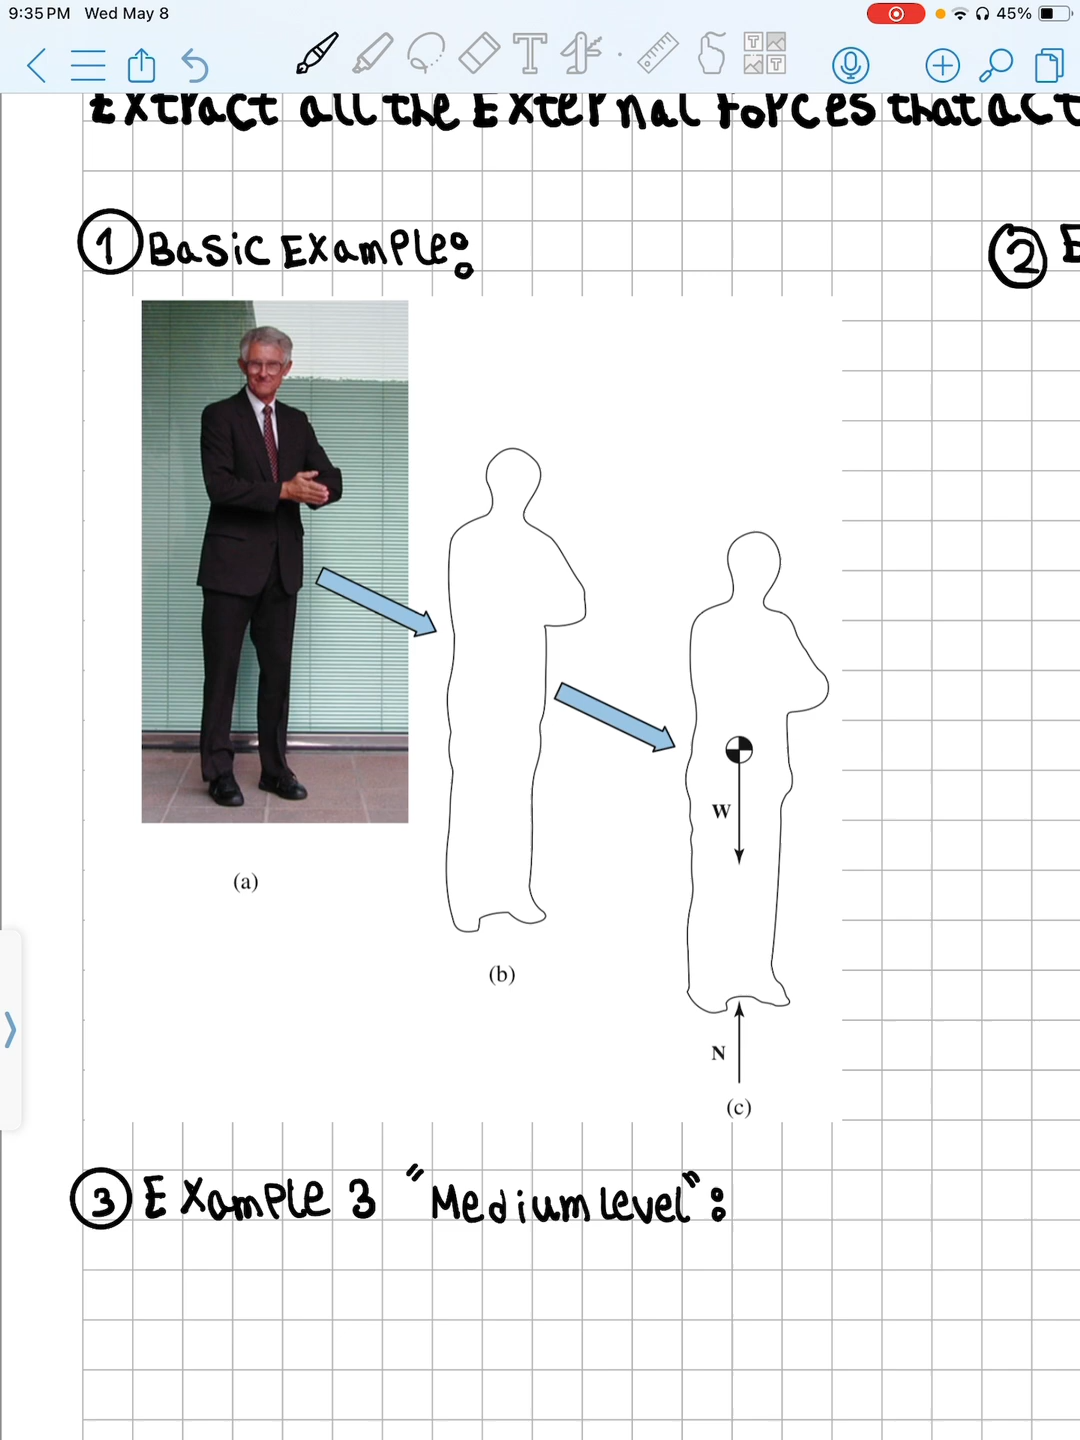 9:35 PM Wed May 8
45%
Extract all the External Forces that act
1 Basic Example:
2 E
(a)
(b)
W
N
(c)
3 Example 3 "Medium level":